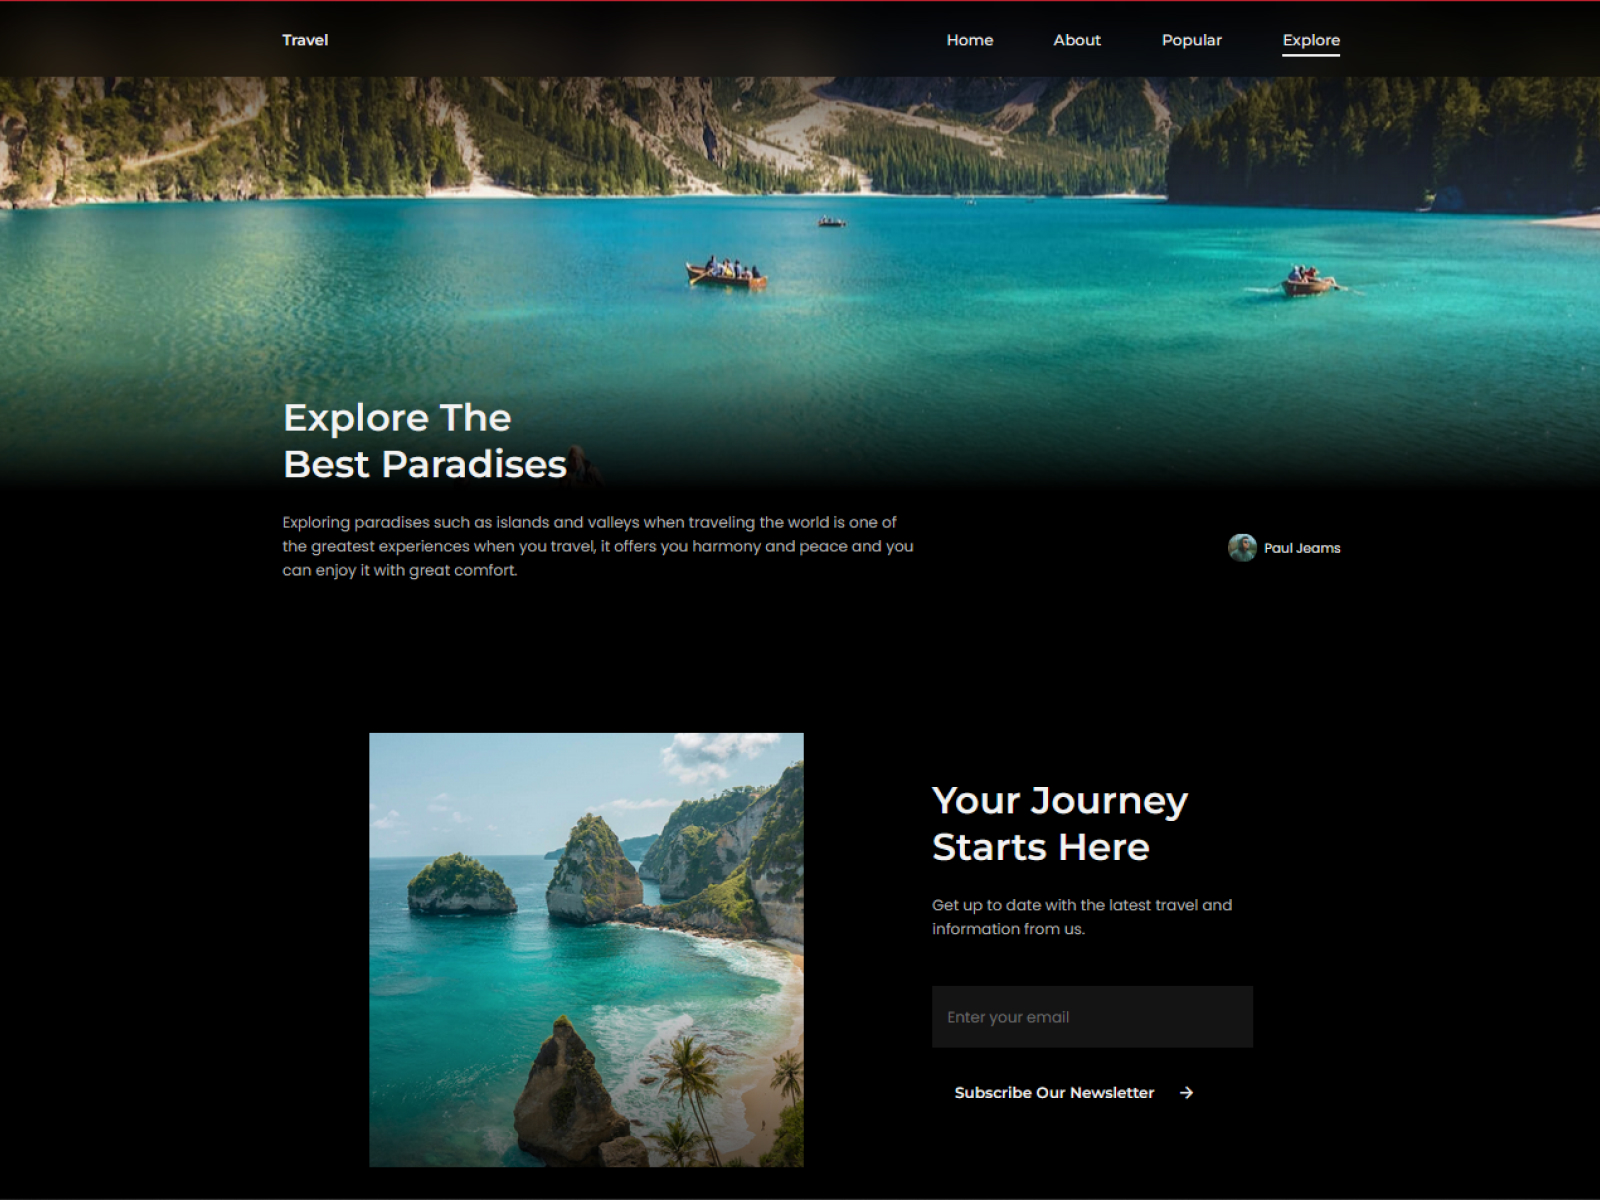 Travel
Home
About
Popular
Explore
Explore The
Best Paradises
Exploring paradises such as islands and valleys when traveling the world is one of
the greatest experiences when you travel, it offers you harmony and peace and you
can enjoy it with great comfort.
Paul Jeams
Your Journey
Starts Here
Get up to date with the latest travel and
information from us.
Enter your email
Subscribe Our Newsletter